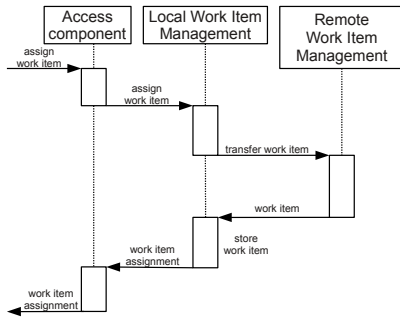 Access
component
Local Work Item
Management
Remote
Work Item
Management
assign
work item
assign
work item
transfer work item
work item
store
work item
work item
assignment
work item
assignment